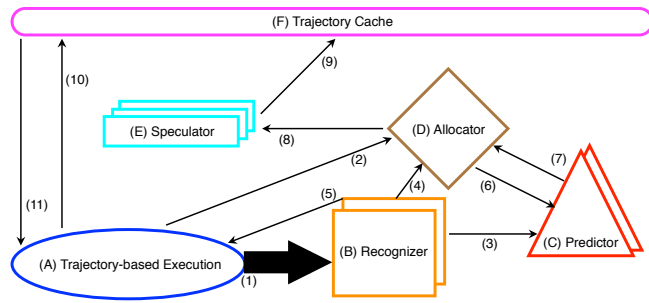 (F) Trajectory Cache
(9)
(10)
(E) Speculator
(D) Allocator
(8)
(2)
(7)
(4)
(6)
(5)
(11)
(3)
(C) Predictor
(B) Recognizer
(A) Trajectory-based Execution
(1)